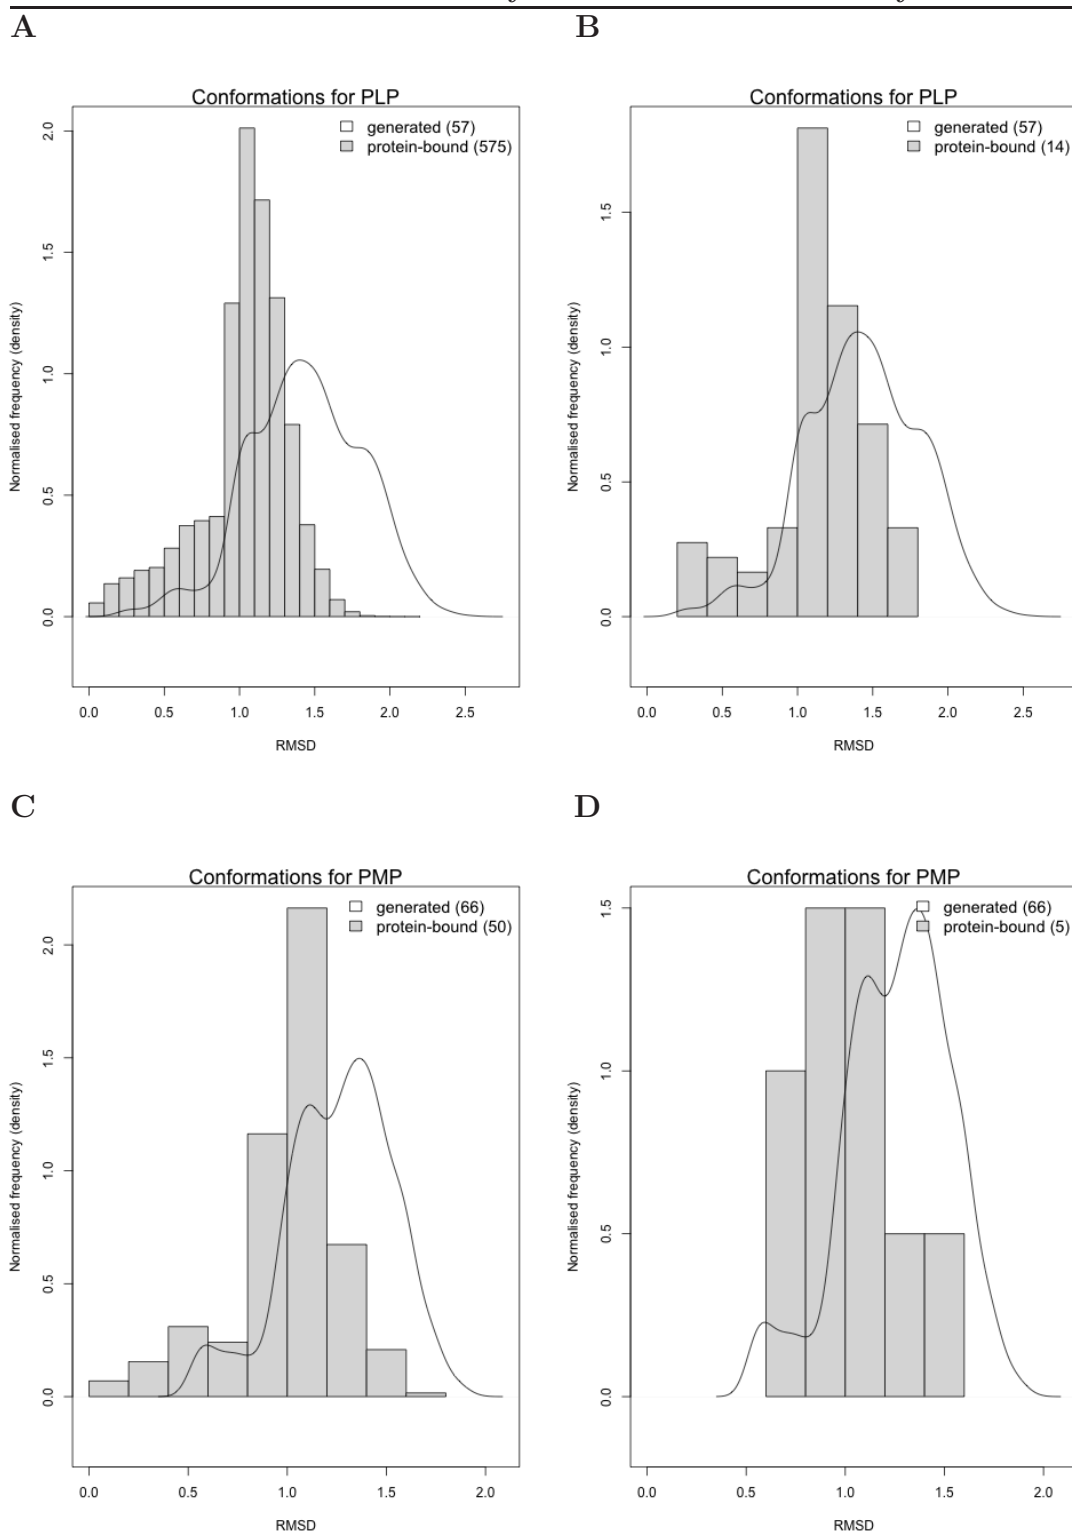 A
B
Conformations for PLP
generated (57)
protein-bound (575)
Normalised frequency (density)
2.0
1.5
1.0
0.5
0.0
0.0 0.5 1.0 1.5 2.0 2.5
RMSD
Conformations for PLP
generated (57)
protein-bound (14)
Normalised frequency (density)
1.5
1.0
0.5
0.0
0.0 0.5 1.0 1.5 2.0 2.5
RMSD
C
D
Conformations for PMP
generated (66)
protein-bound (50)
Normalised frequency (density)
2.0
1.5
1.0
0.5
0.0
0.0 0.5 1.0 1.5 2.0
RMSD
Conformations for PMP
generated (66)
protein-bound (5)
Normalised frequency (density)
1.5
1.0
0.5
0.0
0.0 0.5 1.0 1.5 2.0
RMSD